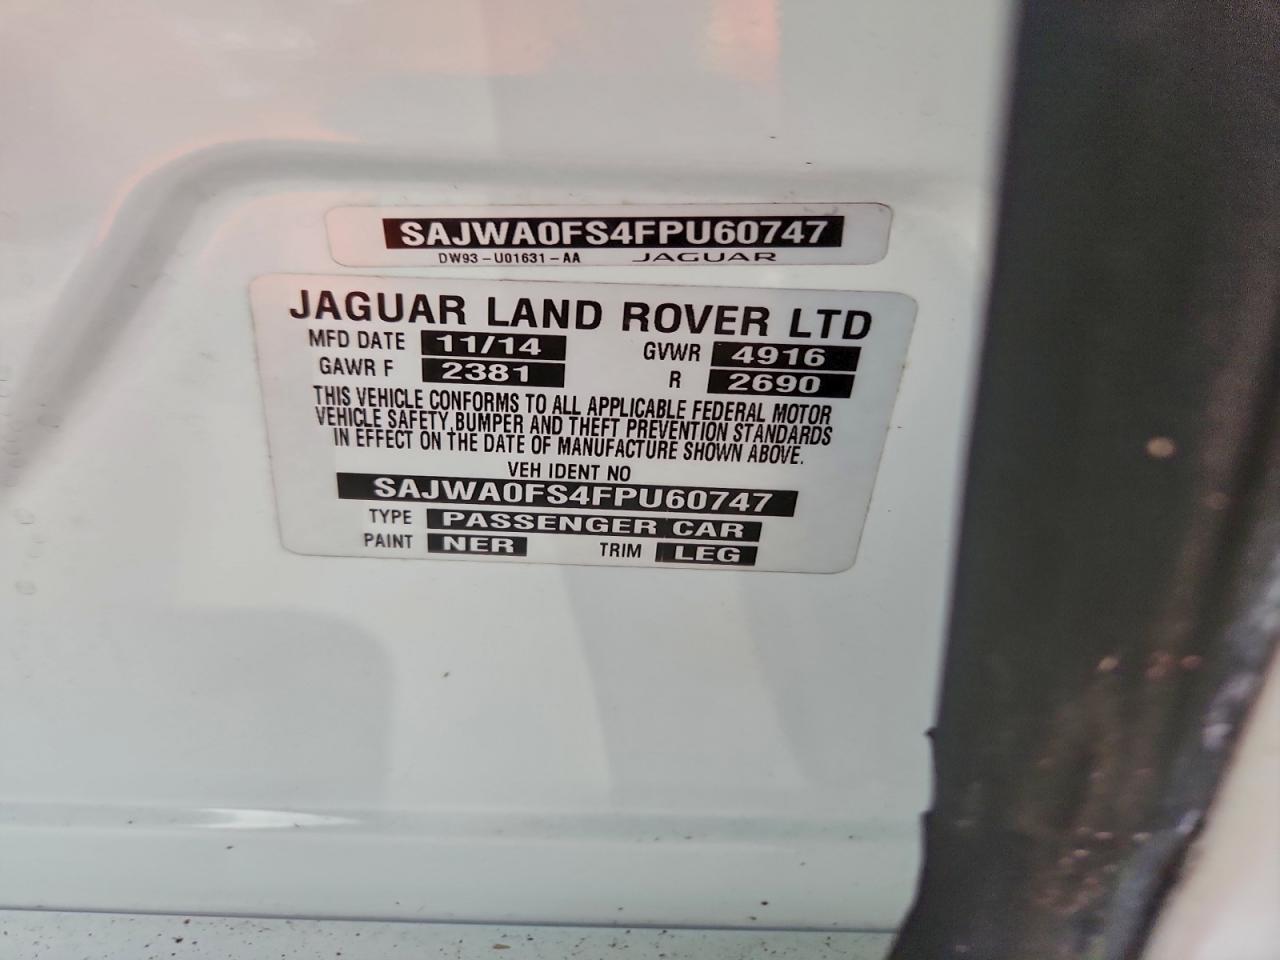 SAJWA0FS4FPU60747
DW93-U01631-AA JAGUAR
JAGUAR LAND ROVER LTD
MFD DATE 11/14 GVWR 4916
GAWR F 2381 R 2690
THIS VEHICLE CONFORMS TO ALL APPLICABLE FEDERAL MOTOR
VEHICLE SAFETY, BUMPER AND THEFT PREVENTION STANDARDS
IN EFFECT ON THE DATE OF MANUFACTURE SHOWN ABOVE.
VEH IDENT NO
SAJWA0FS4FPU60747
TYPE PASSENGER CAR
PAINT NER TRIM LEG